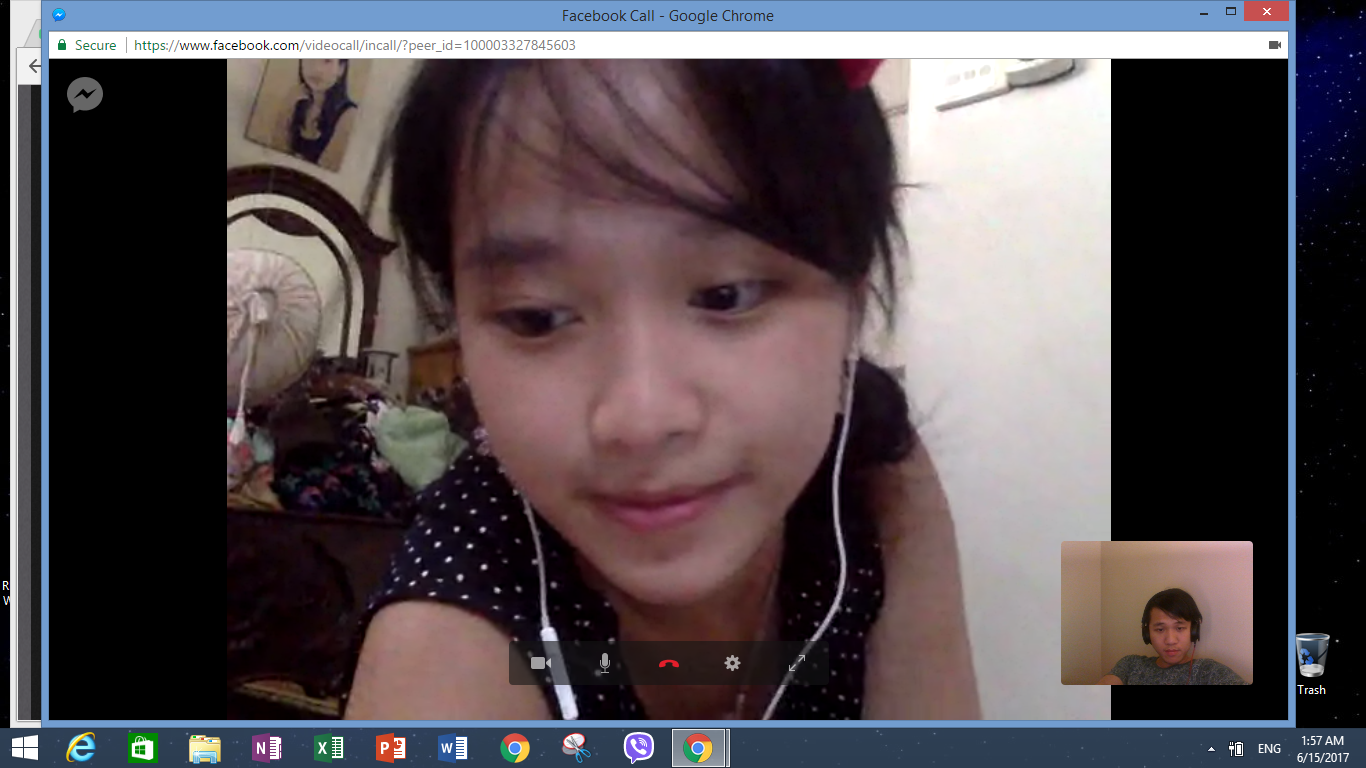 Facebook Call - Google Chrome
Secure
https://www.facebook.com/videocall/incall/?peer_id=100003327845603
Trash
ENG
1:57 AM
6/15/2017